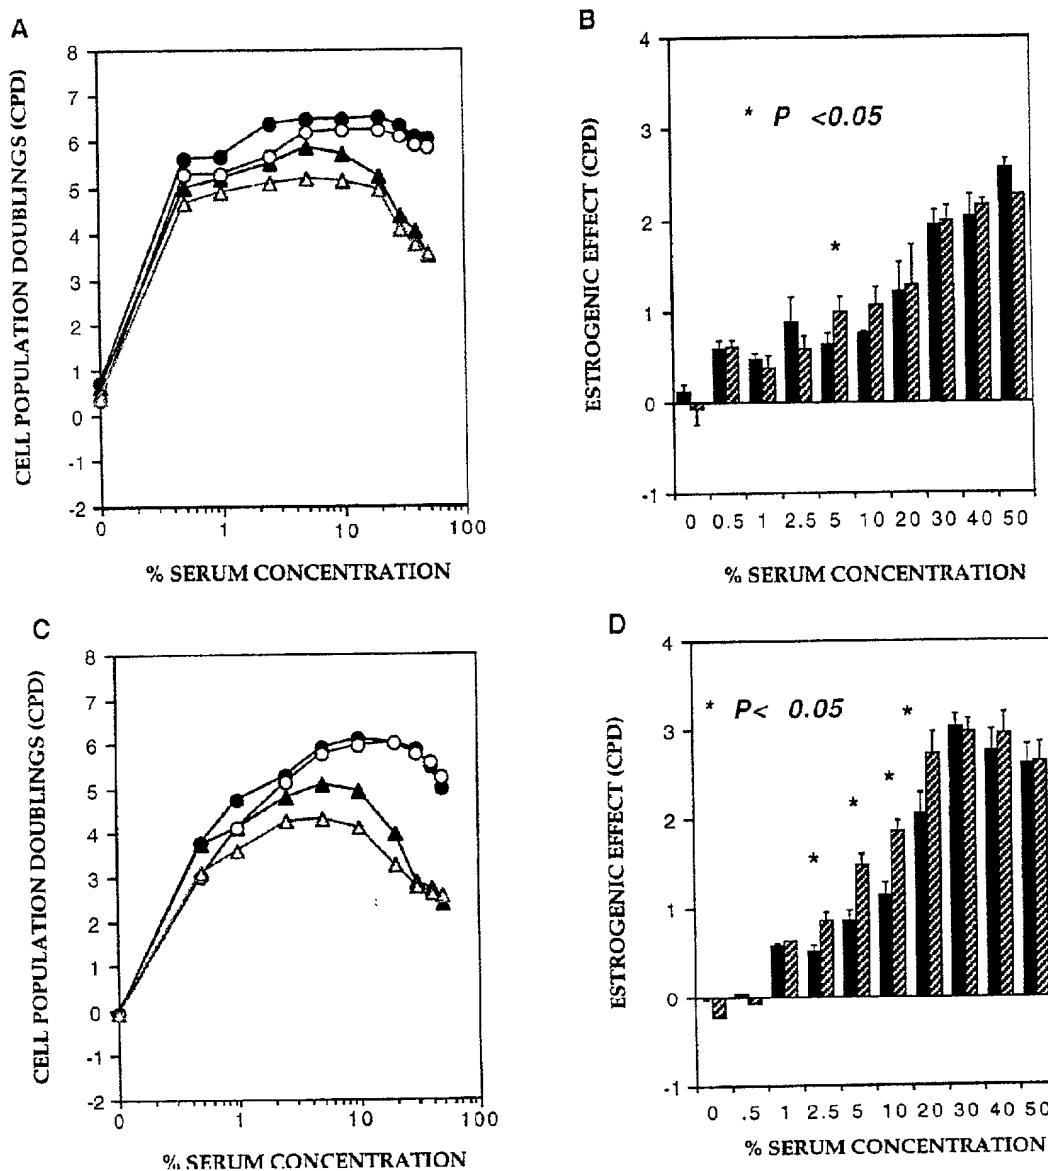 A
CELL POPULATION DOUBLINGS (CPD)
8
7
6
5
4
3
2
1
0
-1
-2
0 1 10 100
% SERUM CONCENTRATION
B
ESTROGENIC EFFECT (CPD)
4
3
2
1
0
-1
* P <0.05
*
0 0.5 1 2.5 5 10 20 30 40 50
% SERUM CONCENTRATION
C
CELL POPULATION DOUBLINGS (CPD)
8
7
6
5
4
3
2
1
0
-1
-2
0 1 10 100
% SERUM CONCENTRATION
D
ESTROGENIC EFFECT (CPD)
4
3
2
1
0
-1
* P< 0.05
*
*
*
*
0 .5 1 2.5 5 10 20 30 40 50
% SERUM CONCENTRATION